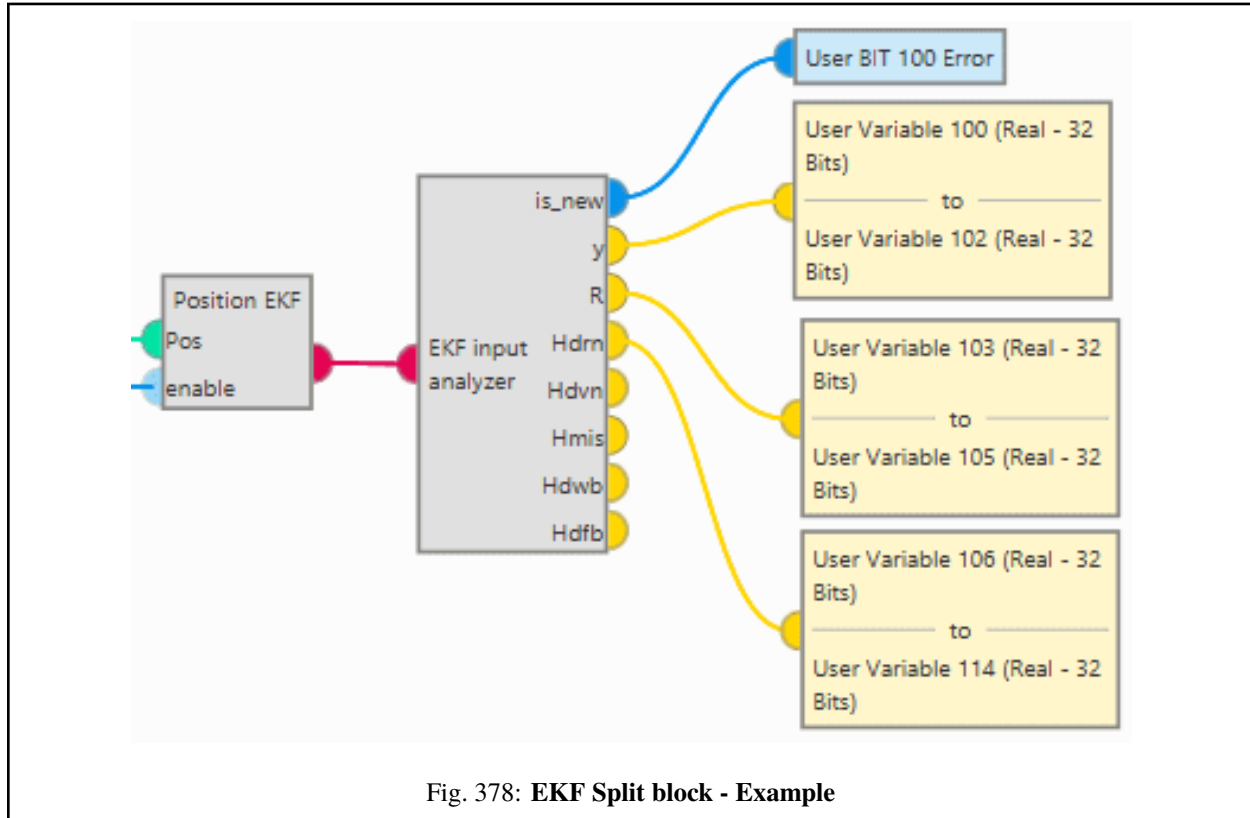 User BIT 100 Error
User Variable 100 (Real - 32
Bits)
to
User Variable 102 (Real - 32
Bits)
is_new
y
R
Hdrn
Hdvn
Hmis
Hdwb
Hdfb
EKF input
analyzer
Position EKF
Pos
enable
User Variable 103 (Real - 32
Bits)
to
User Variable 105 (Real - 32
Bits)
User Variable 106 (Real - 32
Bits)
to
User Variable 114 (Real - 32
Bits)
Fig. 378: EKF Split block - Example